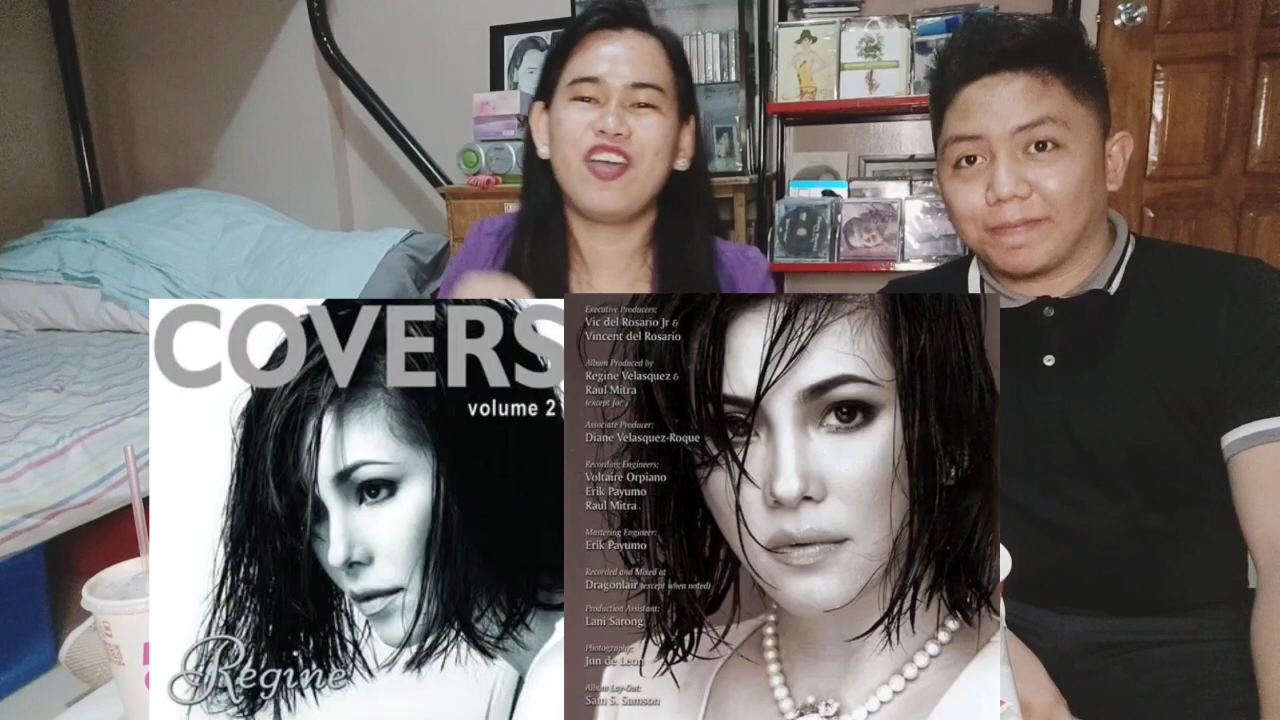 COVERS
volume 2
Regine
Executive Producers:
Vic del Rosario Jr &
Vincent del Rosario
Album Produced by
Regine Velasquez &
Raul Mitra
(except for )
Associate Producer:
Diane Velasquez-Roque
Recording Engineers:
Voltaire Orpiano
Erik Payumo
Raul Mitra
Mastering Engineer:
Erik Payumo
Recorded and Mixed at
Dragonlair (except when noted)
Production Assistant:
Lani Sarong
Photography:
Jun de Leon
Album Lay-Out:
Sam S. Samson